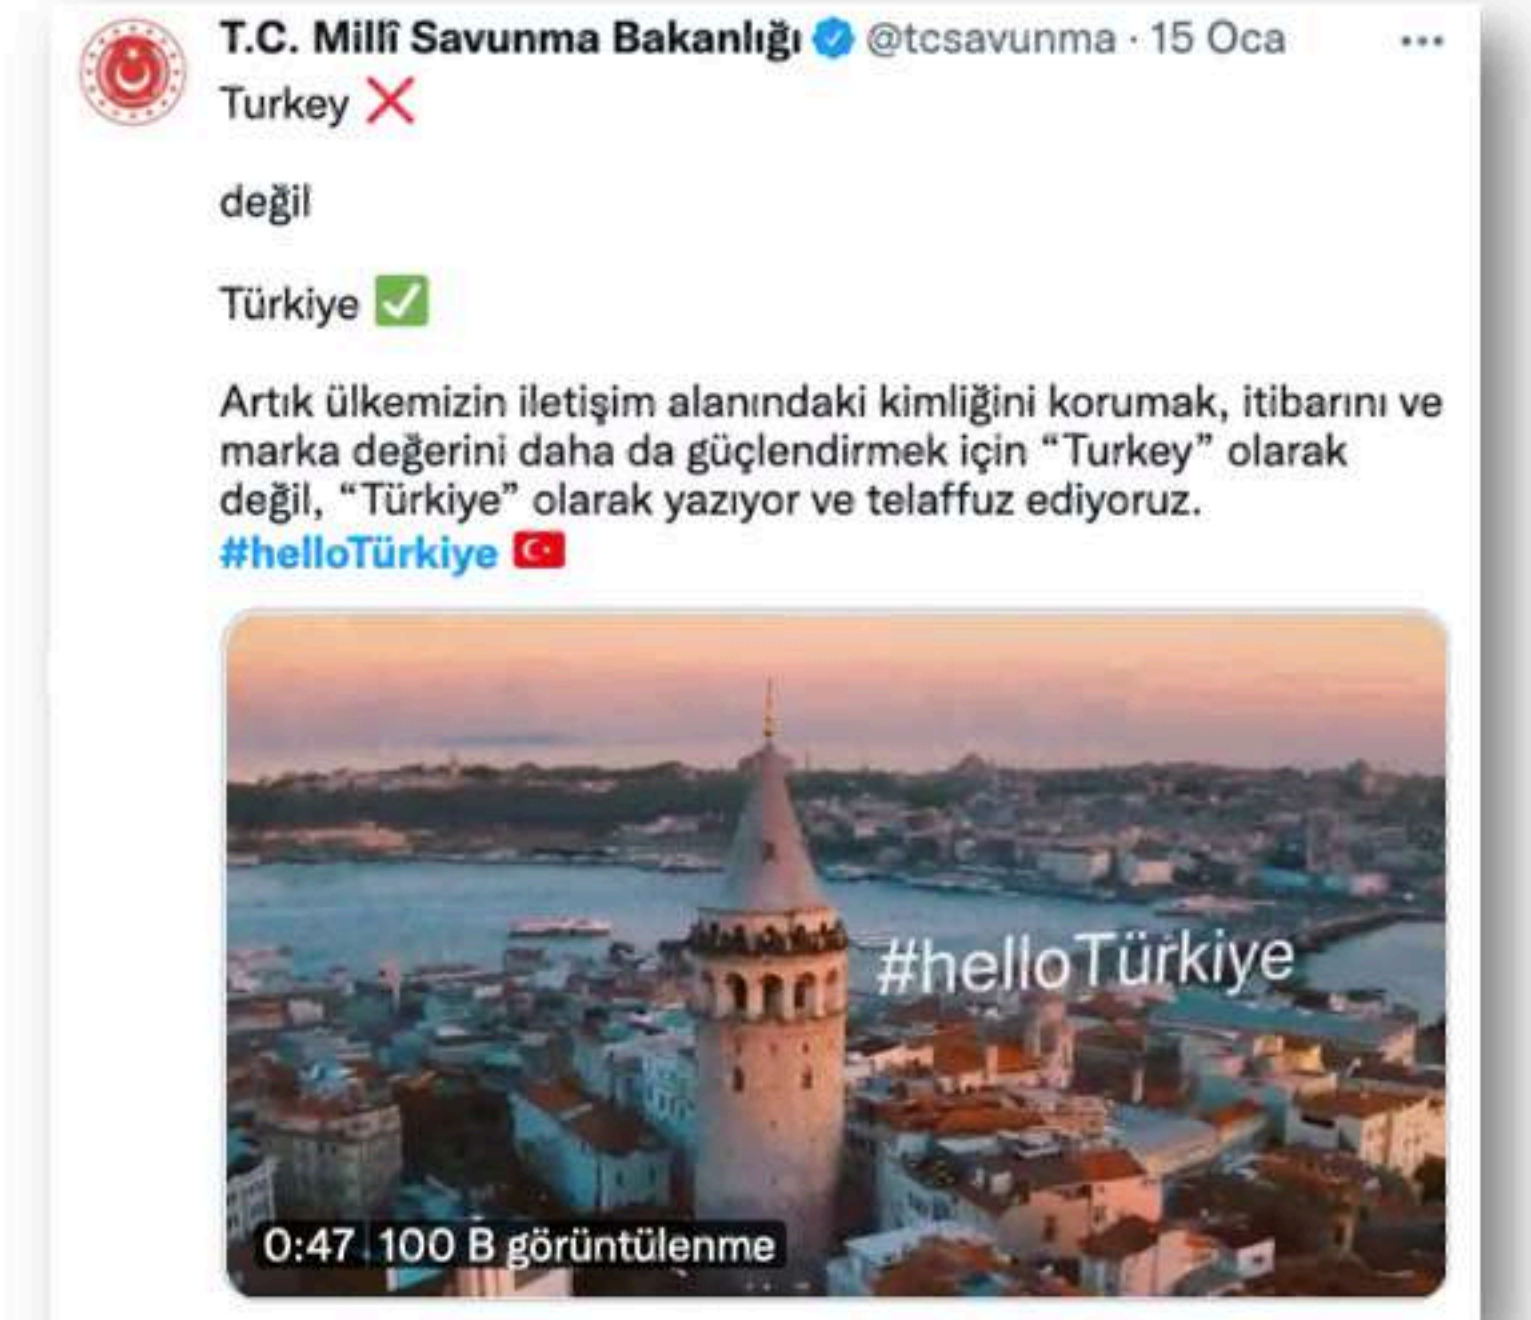 T.C. Millî Savunma Bakanlığı @tcsavunma · 15 Oca
Turkey ❌
değil
Türkiye ✅
Artık ülkemizin iletişim alanındaki kimliğini korumak, itibarını ve
marka değerini daha da güçlendirmek için “Turkey” olarak
değil, “Türkiye” olarak yazıyor ve telaffuz ediyoruz.
#helloTürkiye 🇹🇷
#helloTürkiye
0:47 100 B görüntülenme